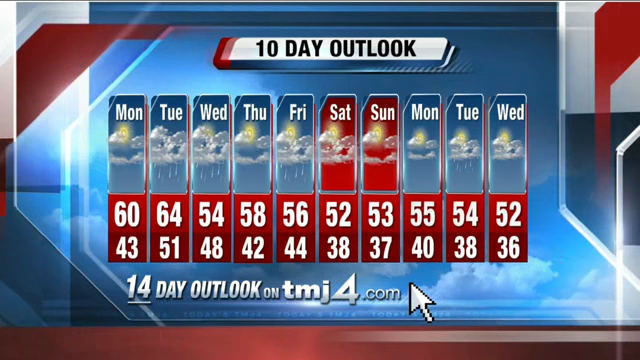 10 DAY OUTLOOK
Mon Tue Wed Thu Fri Sat Sun Mon Tue Wed
60 64 54 58 56 52 53 55 54 52
43 51 48 42 44 38 37 40 38 36
14 DAY OUTLOOK ON tmj4.com
TODAY'S TMJ4